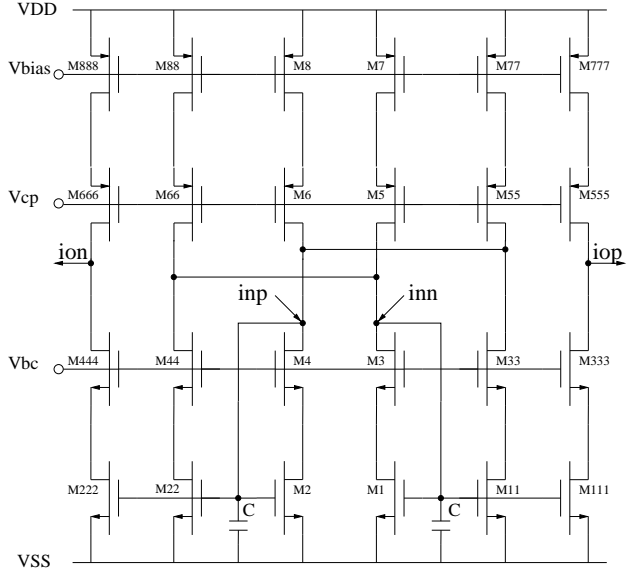 VDD
Vbias M888 M88 M8 M7 M77 M777
Vcp M666 M66 M6 M5 M55 M555
ion iop
inp inn
Vbc M444 M44 M4 M3 M33 M333
M222 M22 M2 M1 M11 M111
C C
VSS